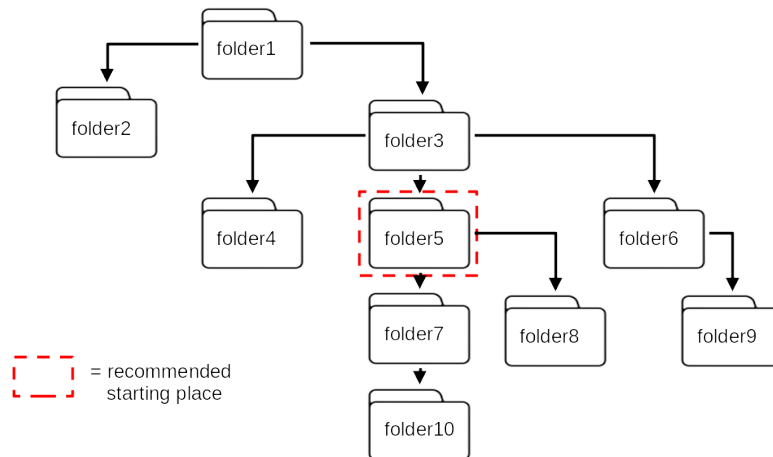 folder1
folder2
folder3
folder4
folder5
folder6
folder7
folder8
folder9
folder10
= recommended
starting place